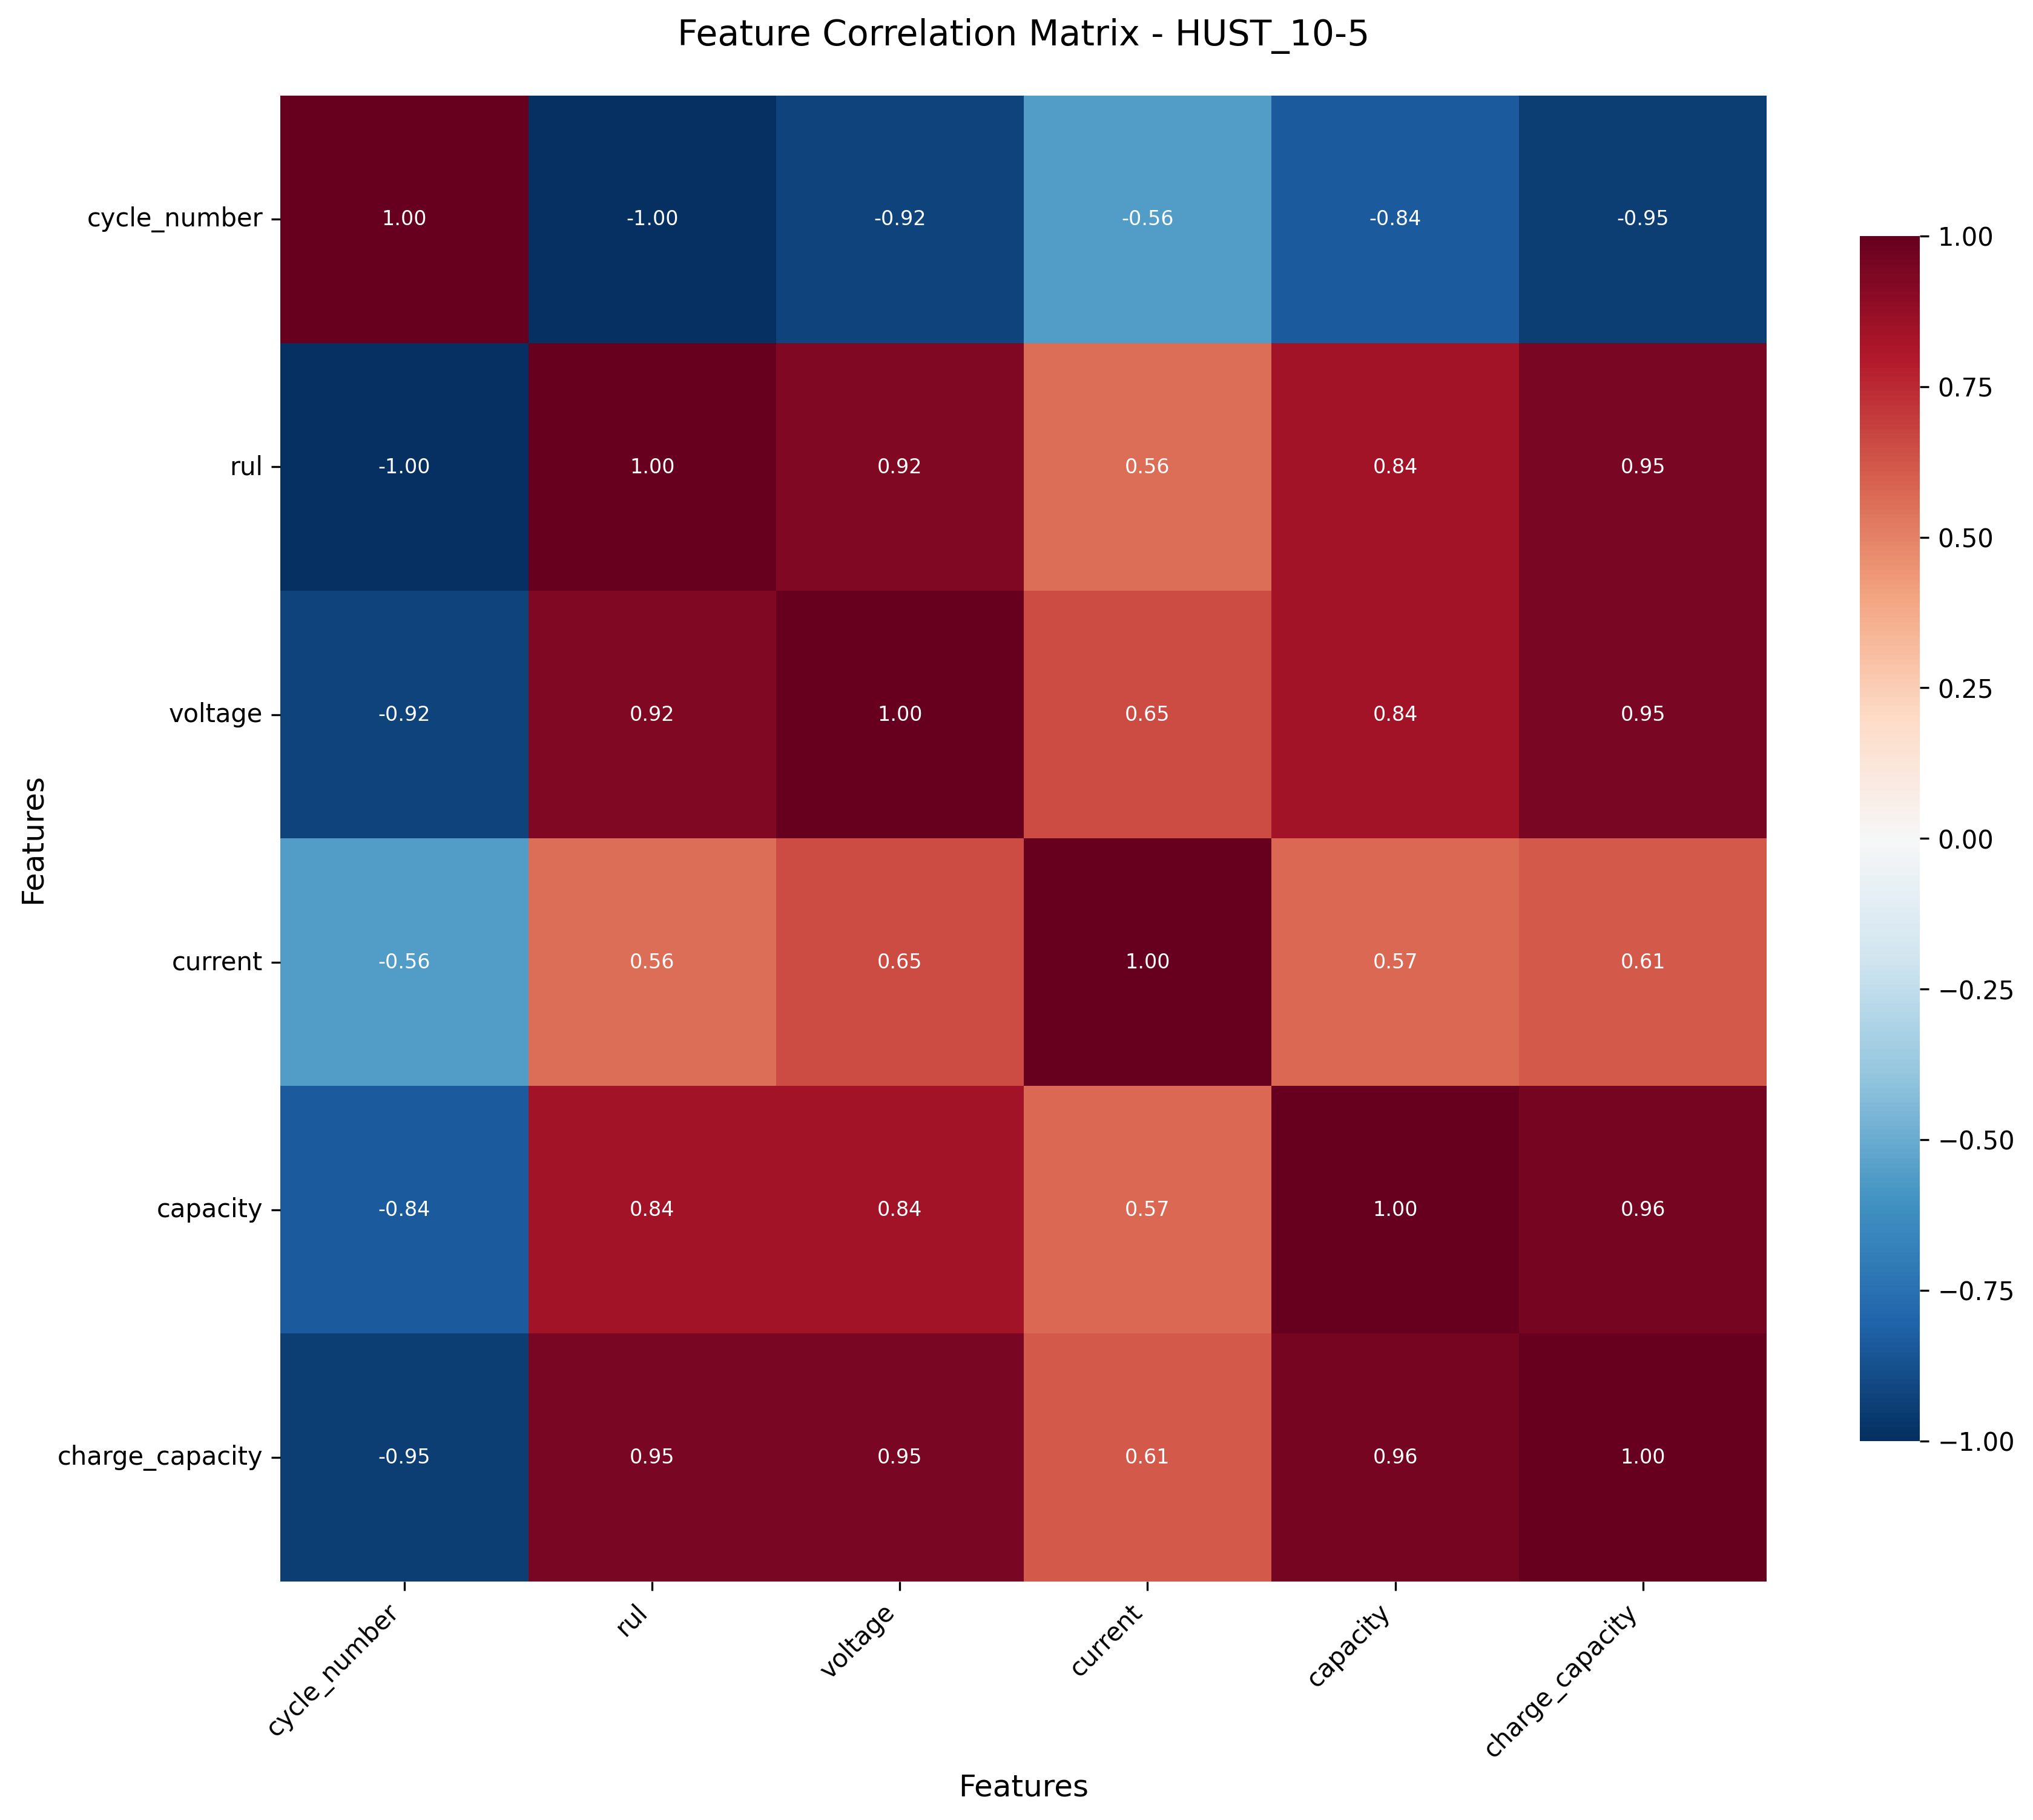 Feature Correlation Matrix - HUST_10-5
Features
cycle_number 1.00 -1.00 -0.92 -0.56 -0.84 -0.95
rul -1.00 1.00 0.92 0.56 0.84 0.95
voltage -0.92 0.92 1.00 0.65 0.84 0.95
current -0.56 0.56 0.65 1.00 0.57 0.61
capacity -0.84 0.84 0.84 0.57 1.00 0.96
charge_capacity -0.95 0.95 0.95 0.61 0.96 1.00
cycle_number rul voltage current capacity charge_capacity
Features
1.00
0.75
0.50
0.25
0.00
−0.25
−0.50
−0.75
−1.00